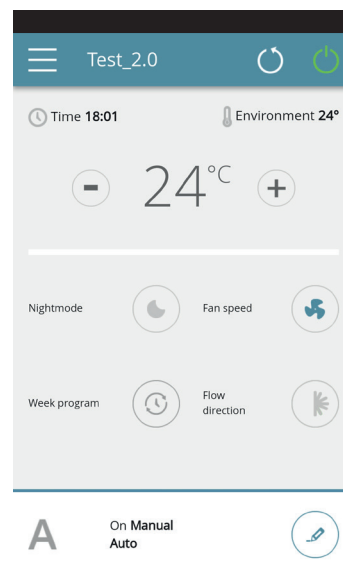 Test_2.0
Time 18:01
Environment 24°
24°C
Nightmode
Fan speed
Week program
Flow
direction
A
On Manual
Auto